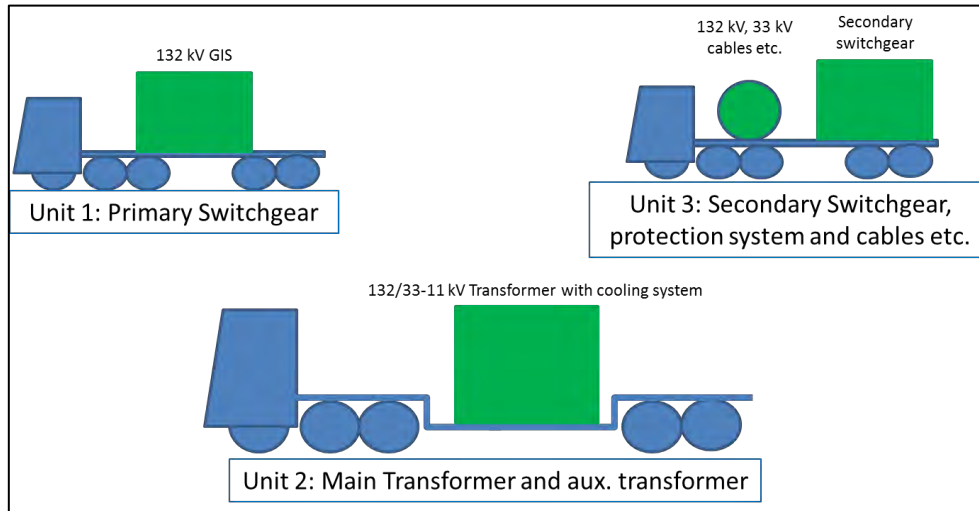 132 kV GIS
Unit 1: Primary Switchgear
132 kV, 33 kV
cables etc.
Secondary
switchgear
Unit 3: Secondary Switchgear,
protection system and cables etc.
132/33-11 kV Transformer with cooling system
Unit 2: Main Transformer and aux. transformer